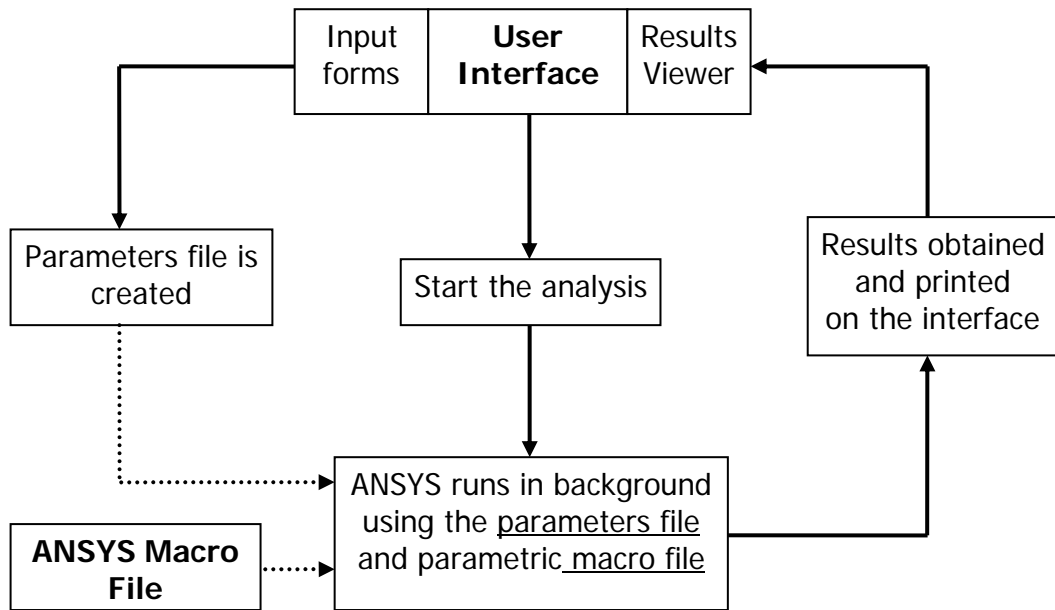 Input
forms
User
Interface
Results
Viewer
Parameters file is
created
Start the analysis
Results obtained
and printed
on the interface
ANSYS runs in background
using the parameters file
and parametric macro file
ANSYS Macro
File